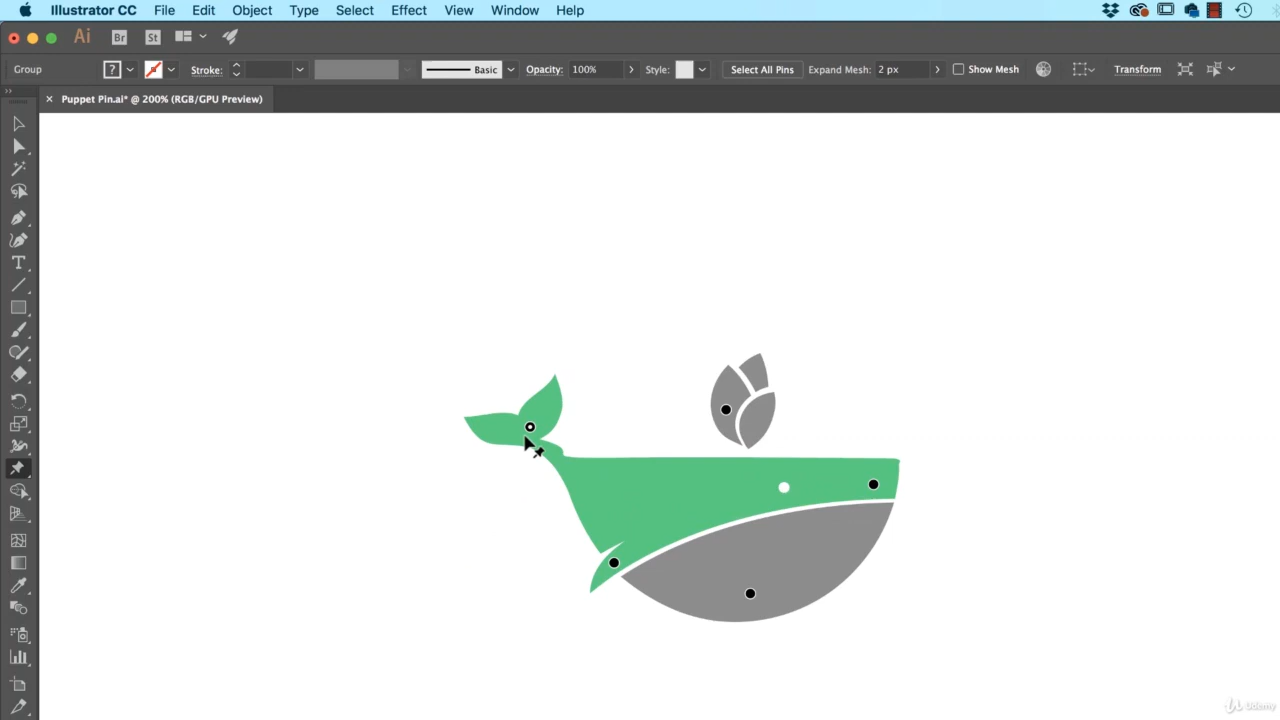 Illustrator CC File Edit Object Type Select Effect View Window Help
Ai Br St
Group ? Stroke: Basic Opacity: 100% Style: Select All Pins Expand Mesh: 2 px Show Mesh Transform
Puppet Pin.ai* @ 200% (RGB/GPU Preview)
T
Udemy